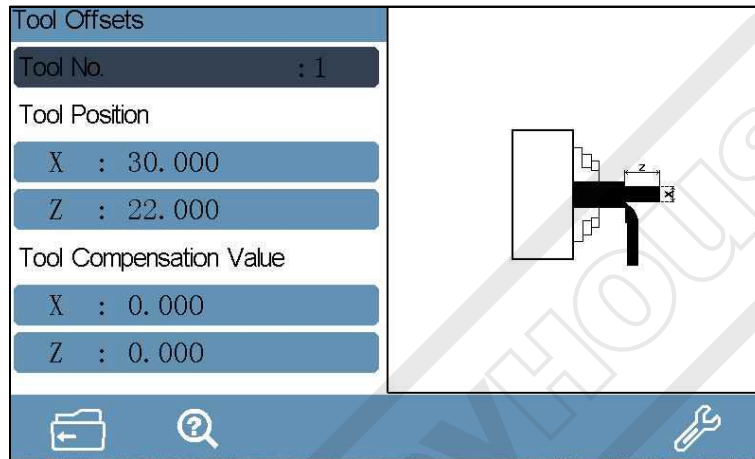 Tool Offsets
Tool No. : 1
Tool Position
X : 30.000
Z : 22.000
Tool Compensation Value
X : 0.000
Z : 0.000
Z
X